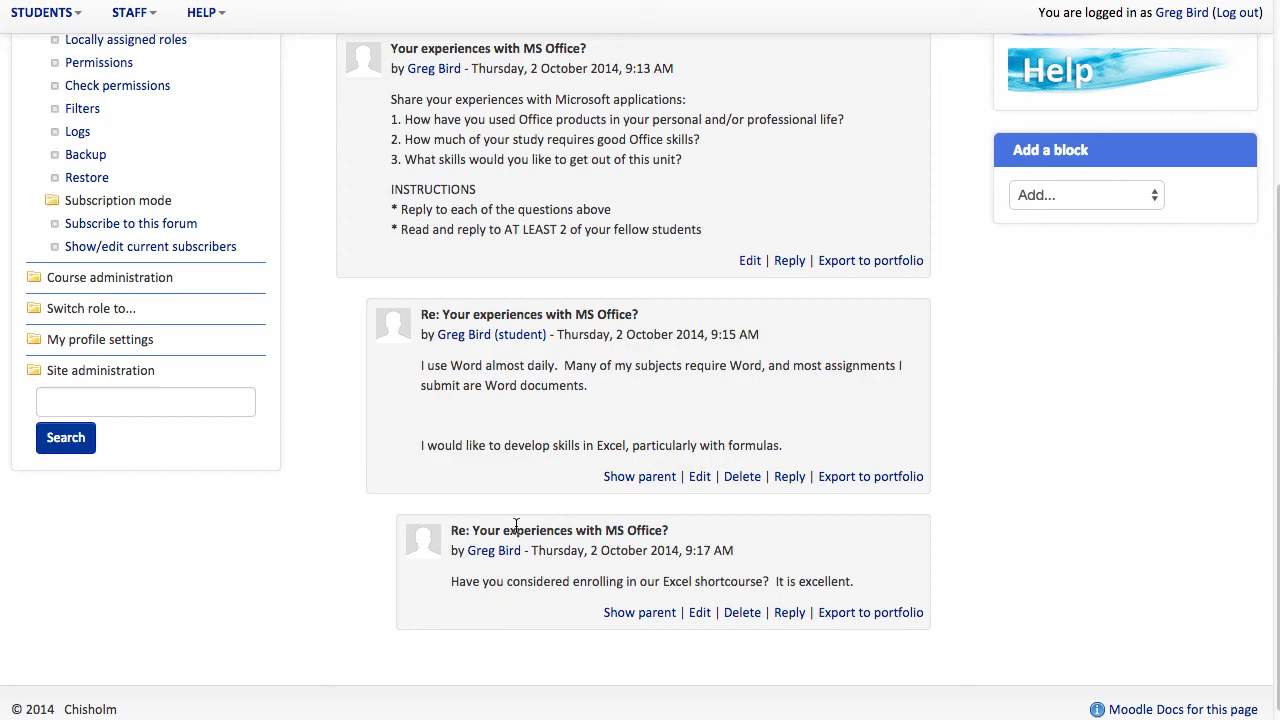 STUDENTS STAFF HELP
You are logged in as Greg Bird (Log out)
Locally assigned roles
Permissions
Check permissions
Filters
Logs
Backup
Restore
Subscription mode
Subscribe to this forum
Show/edit current subscribers
Course administration
Switch role to...
My profile settings
Site administration
Search
Your experiences with MS Office?
by Greg Bird - Thursday, 2 October 2014, 9:13 AM
Share your experiences with Microsoft applications:
1. How have you used Office products in your personal and/or professional life?
2. How much of your study requires good Office skills?
3. What skills would you like to get out of this unit?
INSTRUCTIONS
* Reply to each of the questions above
* Read and reply to AT LEAST 2 of your fellow students
Edit | Reply | Export to portfolio
Re: Your experiences with MS Office?
by Greg Bird (student) - Thursday, 2 October 2014, 9:15 AM
I use Word almost daily.  Many of my subjects require Word, and most assignments I
submit are Word documents.
I would like to develop skills in Excel, particularly with formulas.
Show parent | Edit | Delete | Reply | Export to portfolio
Re: Your experiences with MS Office?
by Greg Bird - Thursday, 2 October 2014, 9:17 AM
Have you considered enrolling in our Excel shortcourse?  It is excellent.
Show parent | Edit | Delete | Reply | Export to portfolio
Help
Add a block
Add...
© 2014 Chisholm
Moodle Docs for this page